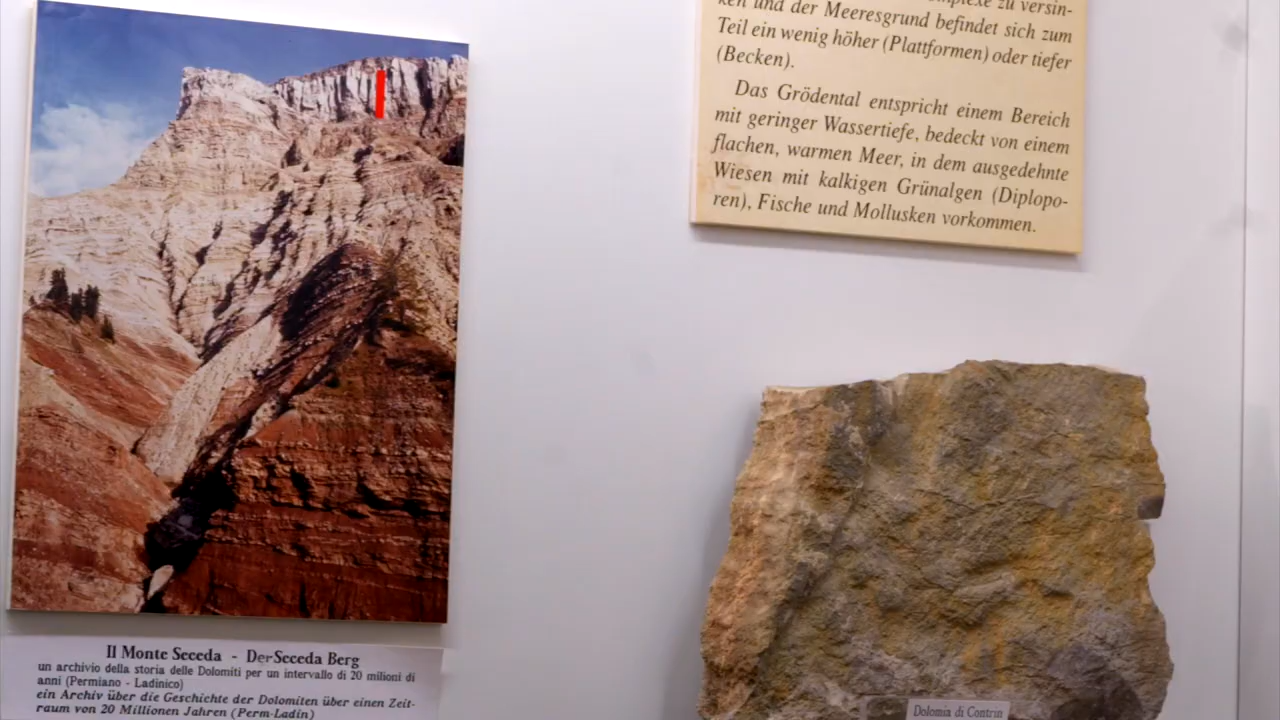 Il Monte Seceda - Der Seceda Berg
un archivio della storia delle Dolomiti per un intervallo di 20 milioni di
anni (Permiano - Ladinico)
ein Archiv über die Geschichte der Dolomiten über einen Zeit-
raum von 20 Millionen Jahren (Perm-Ladin)
zu versin-
ken und der Meeresgrund befindet sich zum
Teil ein wenig höher (Plattformen) oder tiefer
(Becken).
Das Grödental entspricht einem Bereich
mit geringer Wassertiefe, bedeckt von einem
flachen, warmen Meer, in dem ausgedehnte
Wiesen mit kalkigen Grünalgen (Diplopo-
ren), Fische und Mollusken vorkommen.
Dolomia di Contrin